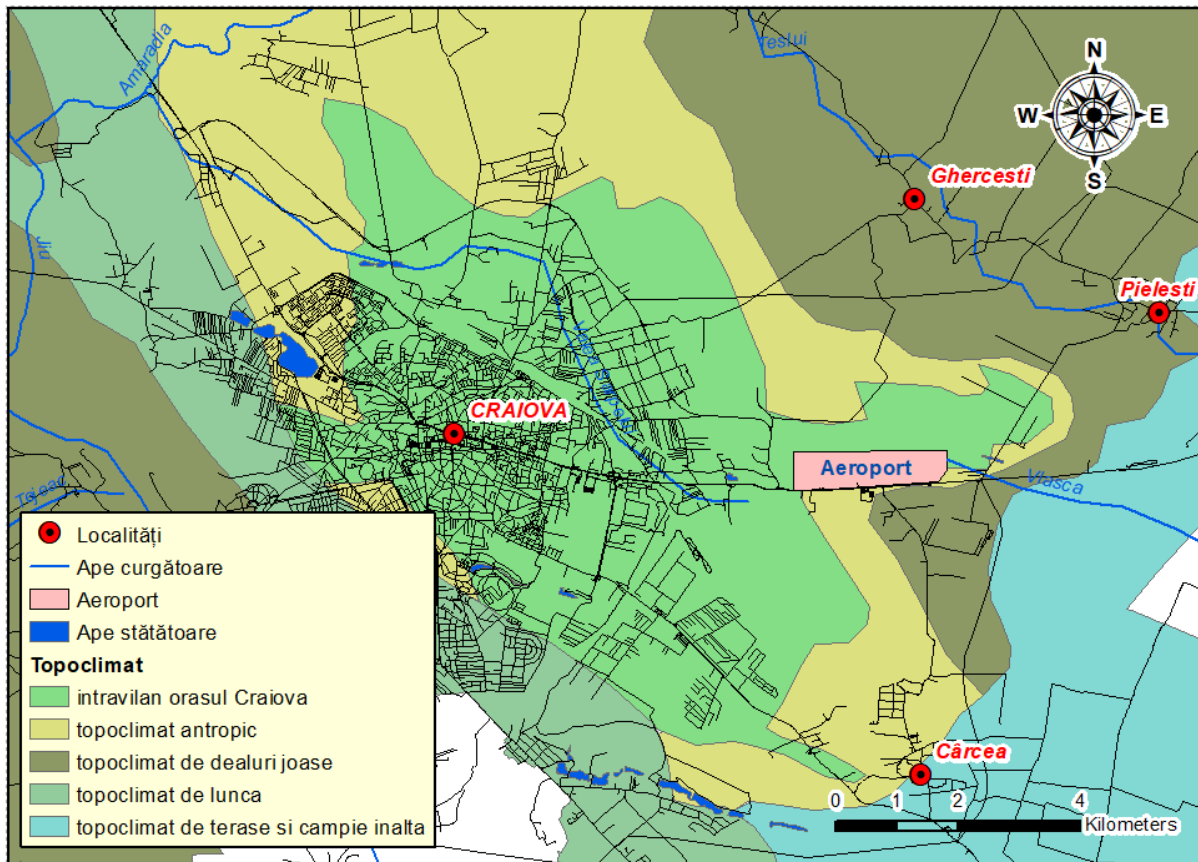 Amaradia
Teslui
N
W
E
S
Ghercesti
Jiu
Pielesti
CRAIOVA
Aeroport
Vlasca
Localități
Ape curgătoare
Aeroport
Ape stătătoare
Topoclimat
intravilan orasul Craiova
topoclimat antropic
topoclimat de dealuri joase
topoclimat de lunca
topoclimat de terase si campie inalta
Cârcea
0 1 2 4
Kilometers